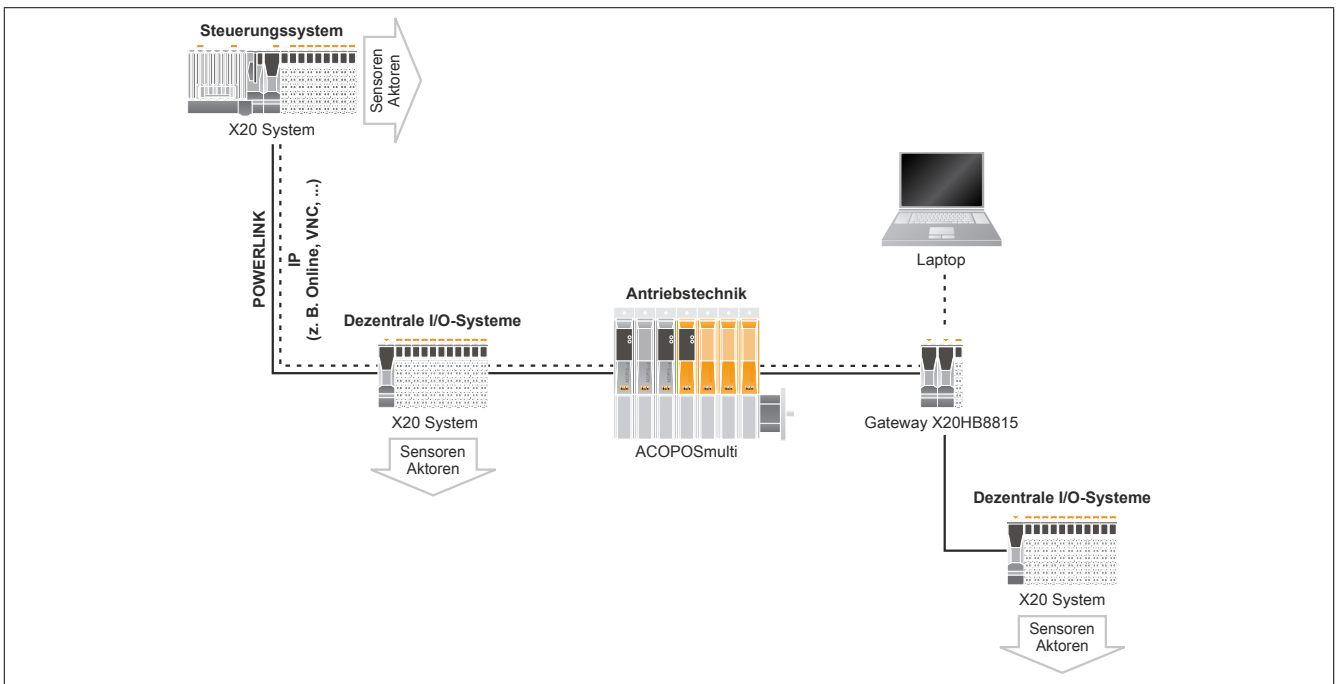 Steuerungssystem
Sensoren
Aktoren
X20 System
POWERLINK
IP
(z. B. Online, VNC, ...)
Laptop
Antriebstechnik
Dezentrale I/O-Systeme
X20 System
Sensoren
Aktoren
ACOPOSmulti
Gateway X20HB8815
Dezentrale I/O-Systeme
X20 System
Sensoren
Aktoren